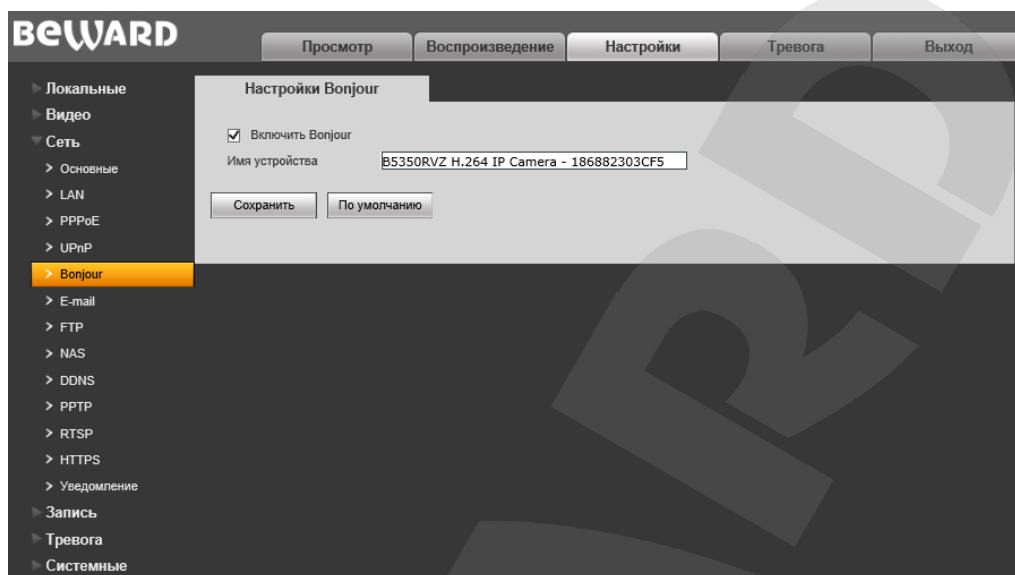 BEWARD
Просмотр Воспроизведение Настройки Тревога Выход
Локальные
Видео
Сеть
Основные
LAN
PPPoE
UPnP
Bonjour
E-mail
FTP
NAS
DDNS
PPTP
RTSP
HTTPS
Уведомление
Запись
Тревога
Системные
Настройки Bonjour
Включить Bonjour
Имя устройства B5350RVZ H.264 IP Camera - 186882303CF5
Сохранить По умолчанию